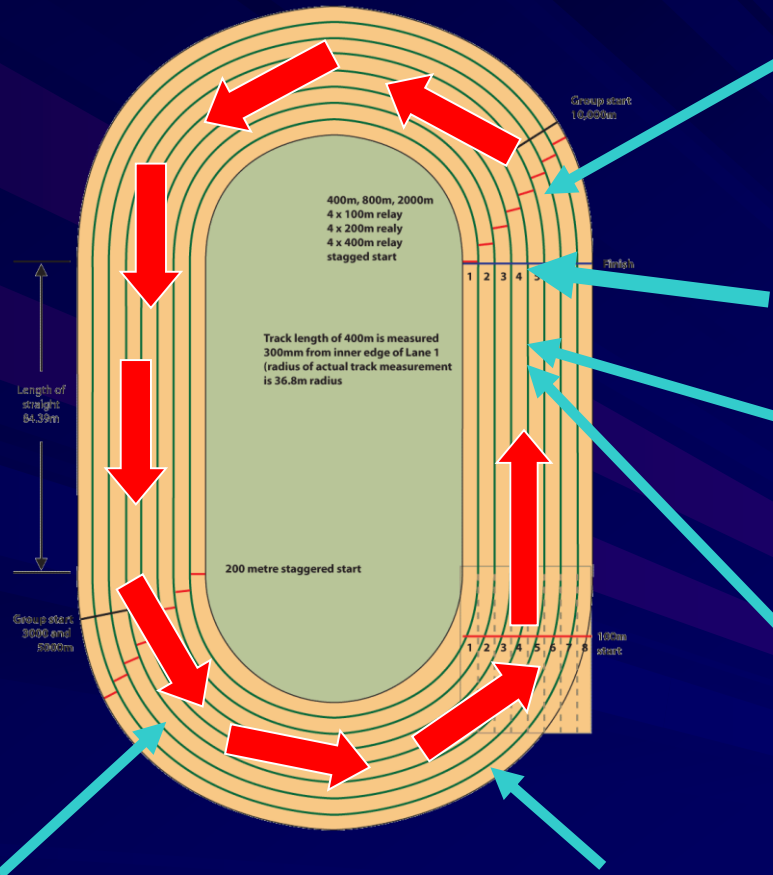 Group start
10,000m
400m, 800m, 2000m
4 x 100m relay
4 x 200m realy
4 x 400m relay
stagged start
Finish
1 2 3 4 5
Track length of 400m is measured
300mm from inner edge of Lane 1
(radius of actual track measurement
is 36.8m radius
Length of
straight
84.39m
200 metre staggered start
Group start
3000 and
5000m
100m
start
1 2 3 4 5 6 7 8